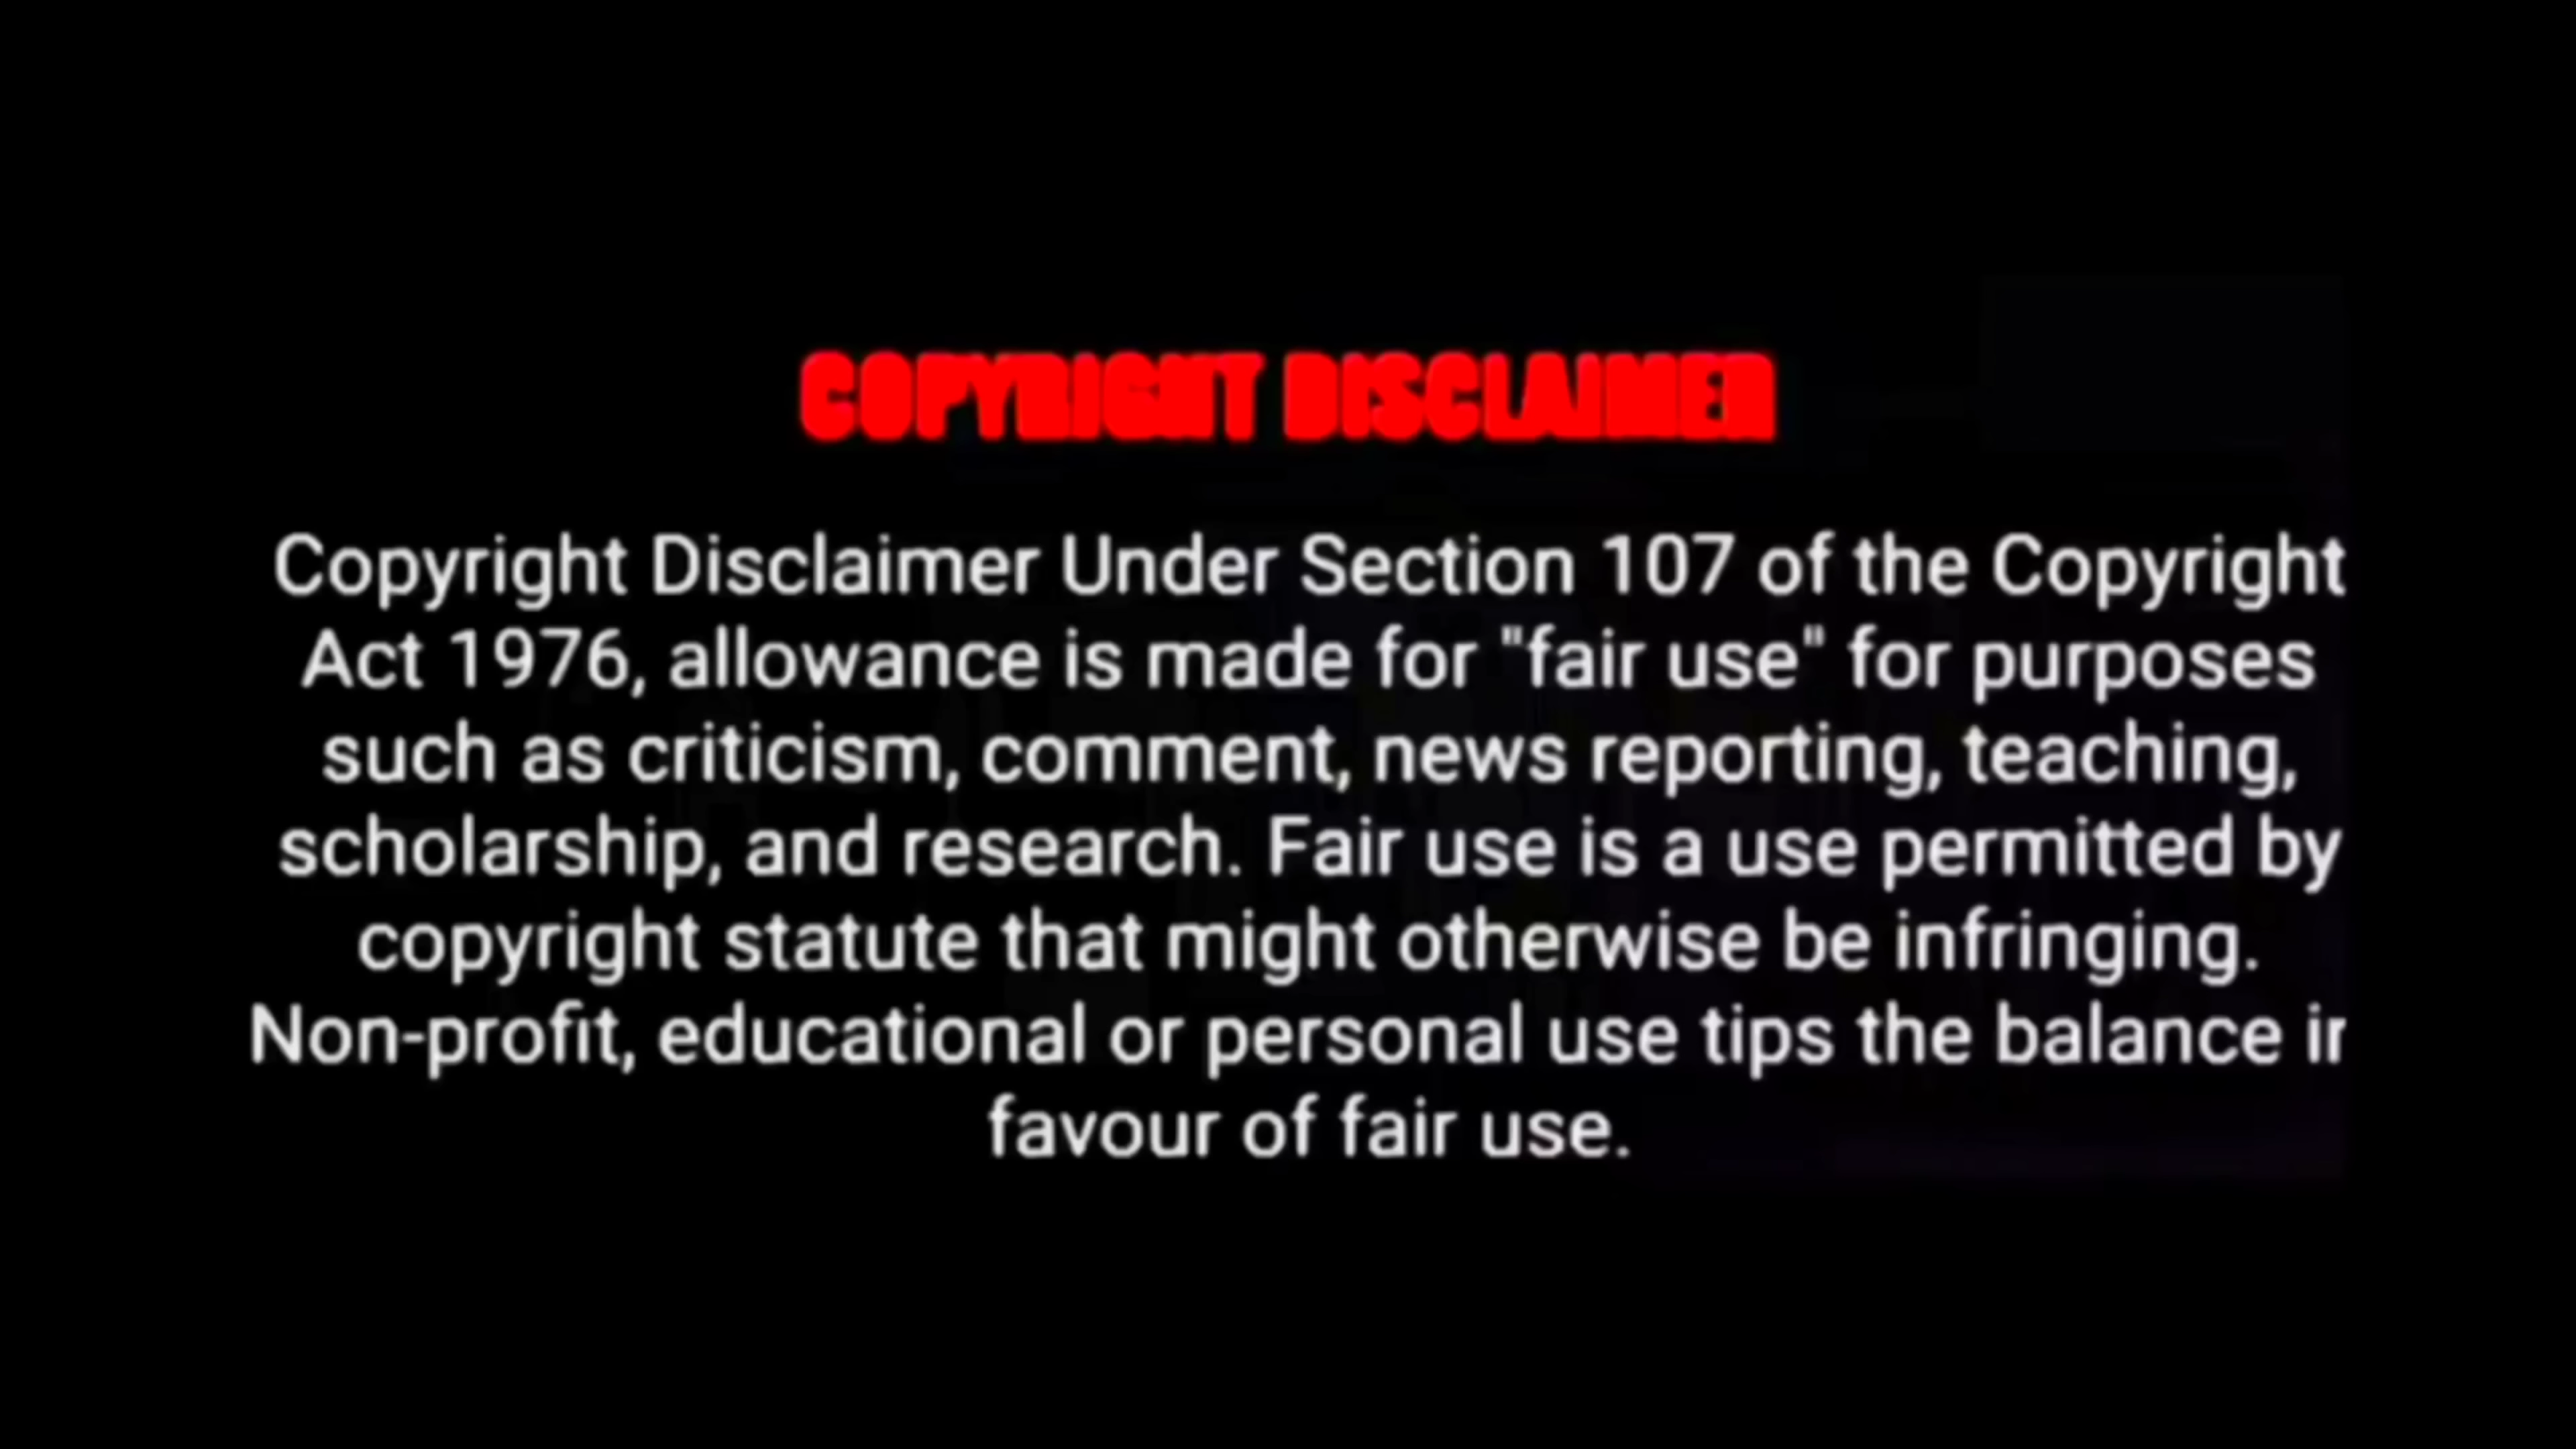 COPYRIGHT DISCLAIMER
Copyright Disclaimer Under Section 107 of the Copyright
Act 1976, allowance is made for "fair use" for purposes
such as criticism, comment, news reporting, teaching,
scholarship, and research. Fair use is a use permitted by
copyright statute that might otherwise be infringing.
Non-profit, educational or personal use tips the balance
favour of fair use.